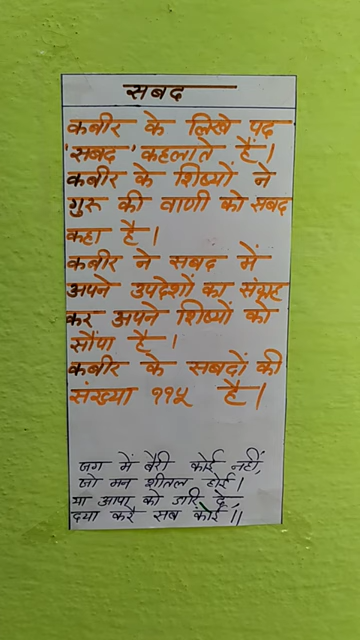 सबद
कबीर के लिखे पद
'सबद' कहलाते हैं।
कबीर के शिष्यों ने
गुरु की वाणी को सबद
कहा है।
कबीर ने सबद में
अपने उपदेशों का संग्रह
कर अपने शिष्यों को
सौंपा है।
कबीर के सबदों की
संख्या ११५ है।
जग में बैरी कोई नहीं,
जो मन शीतल होई।
या आपा को डारि दे,
दया करै सब कोई॥